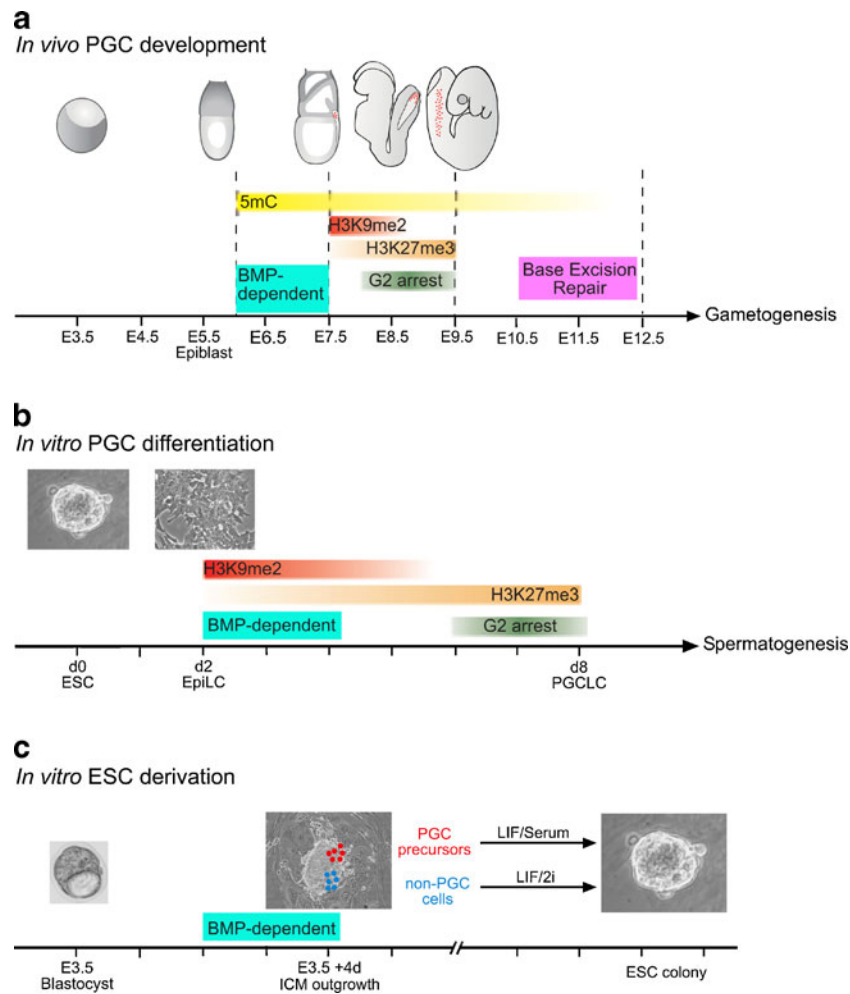 a
In vivo PGC development
5mC
H3K9me2
H3K27me3
BMP-
dependent
G2 arrest
Base Excision
Repair
Gametogenesis
E3.5 E4.5 E5.5 E6.5 E7.5 E8.5 E9.5 E10.5 E11.5 E12.5
Epiblast
b
In vitro PGC differentiation
H3K9me2
H3K27me3
BMP-dependent
G2 arrest
Spermatogenesis
d0 d2 d8
ESC EpiLC PGCLC
c
In vitro ESC derivation
PGC
precursors
LIF/Serum
non-PGC
cells
LIF/2i
BMP-dependent
E3.5 E3.5 +4d
Blastocyst ICM outgrowth ESC colony